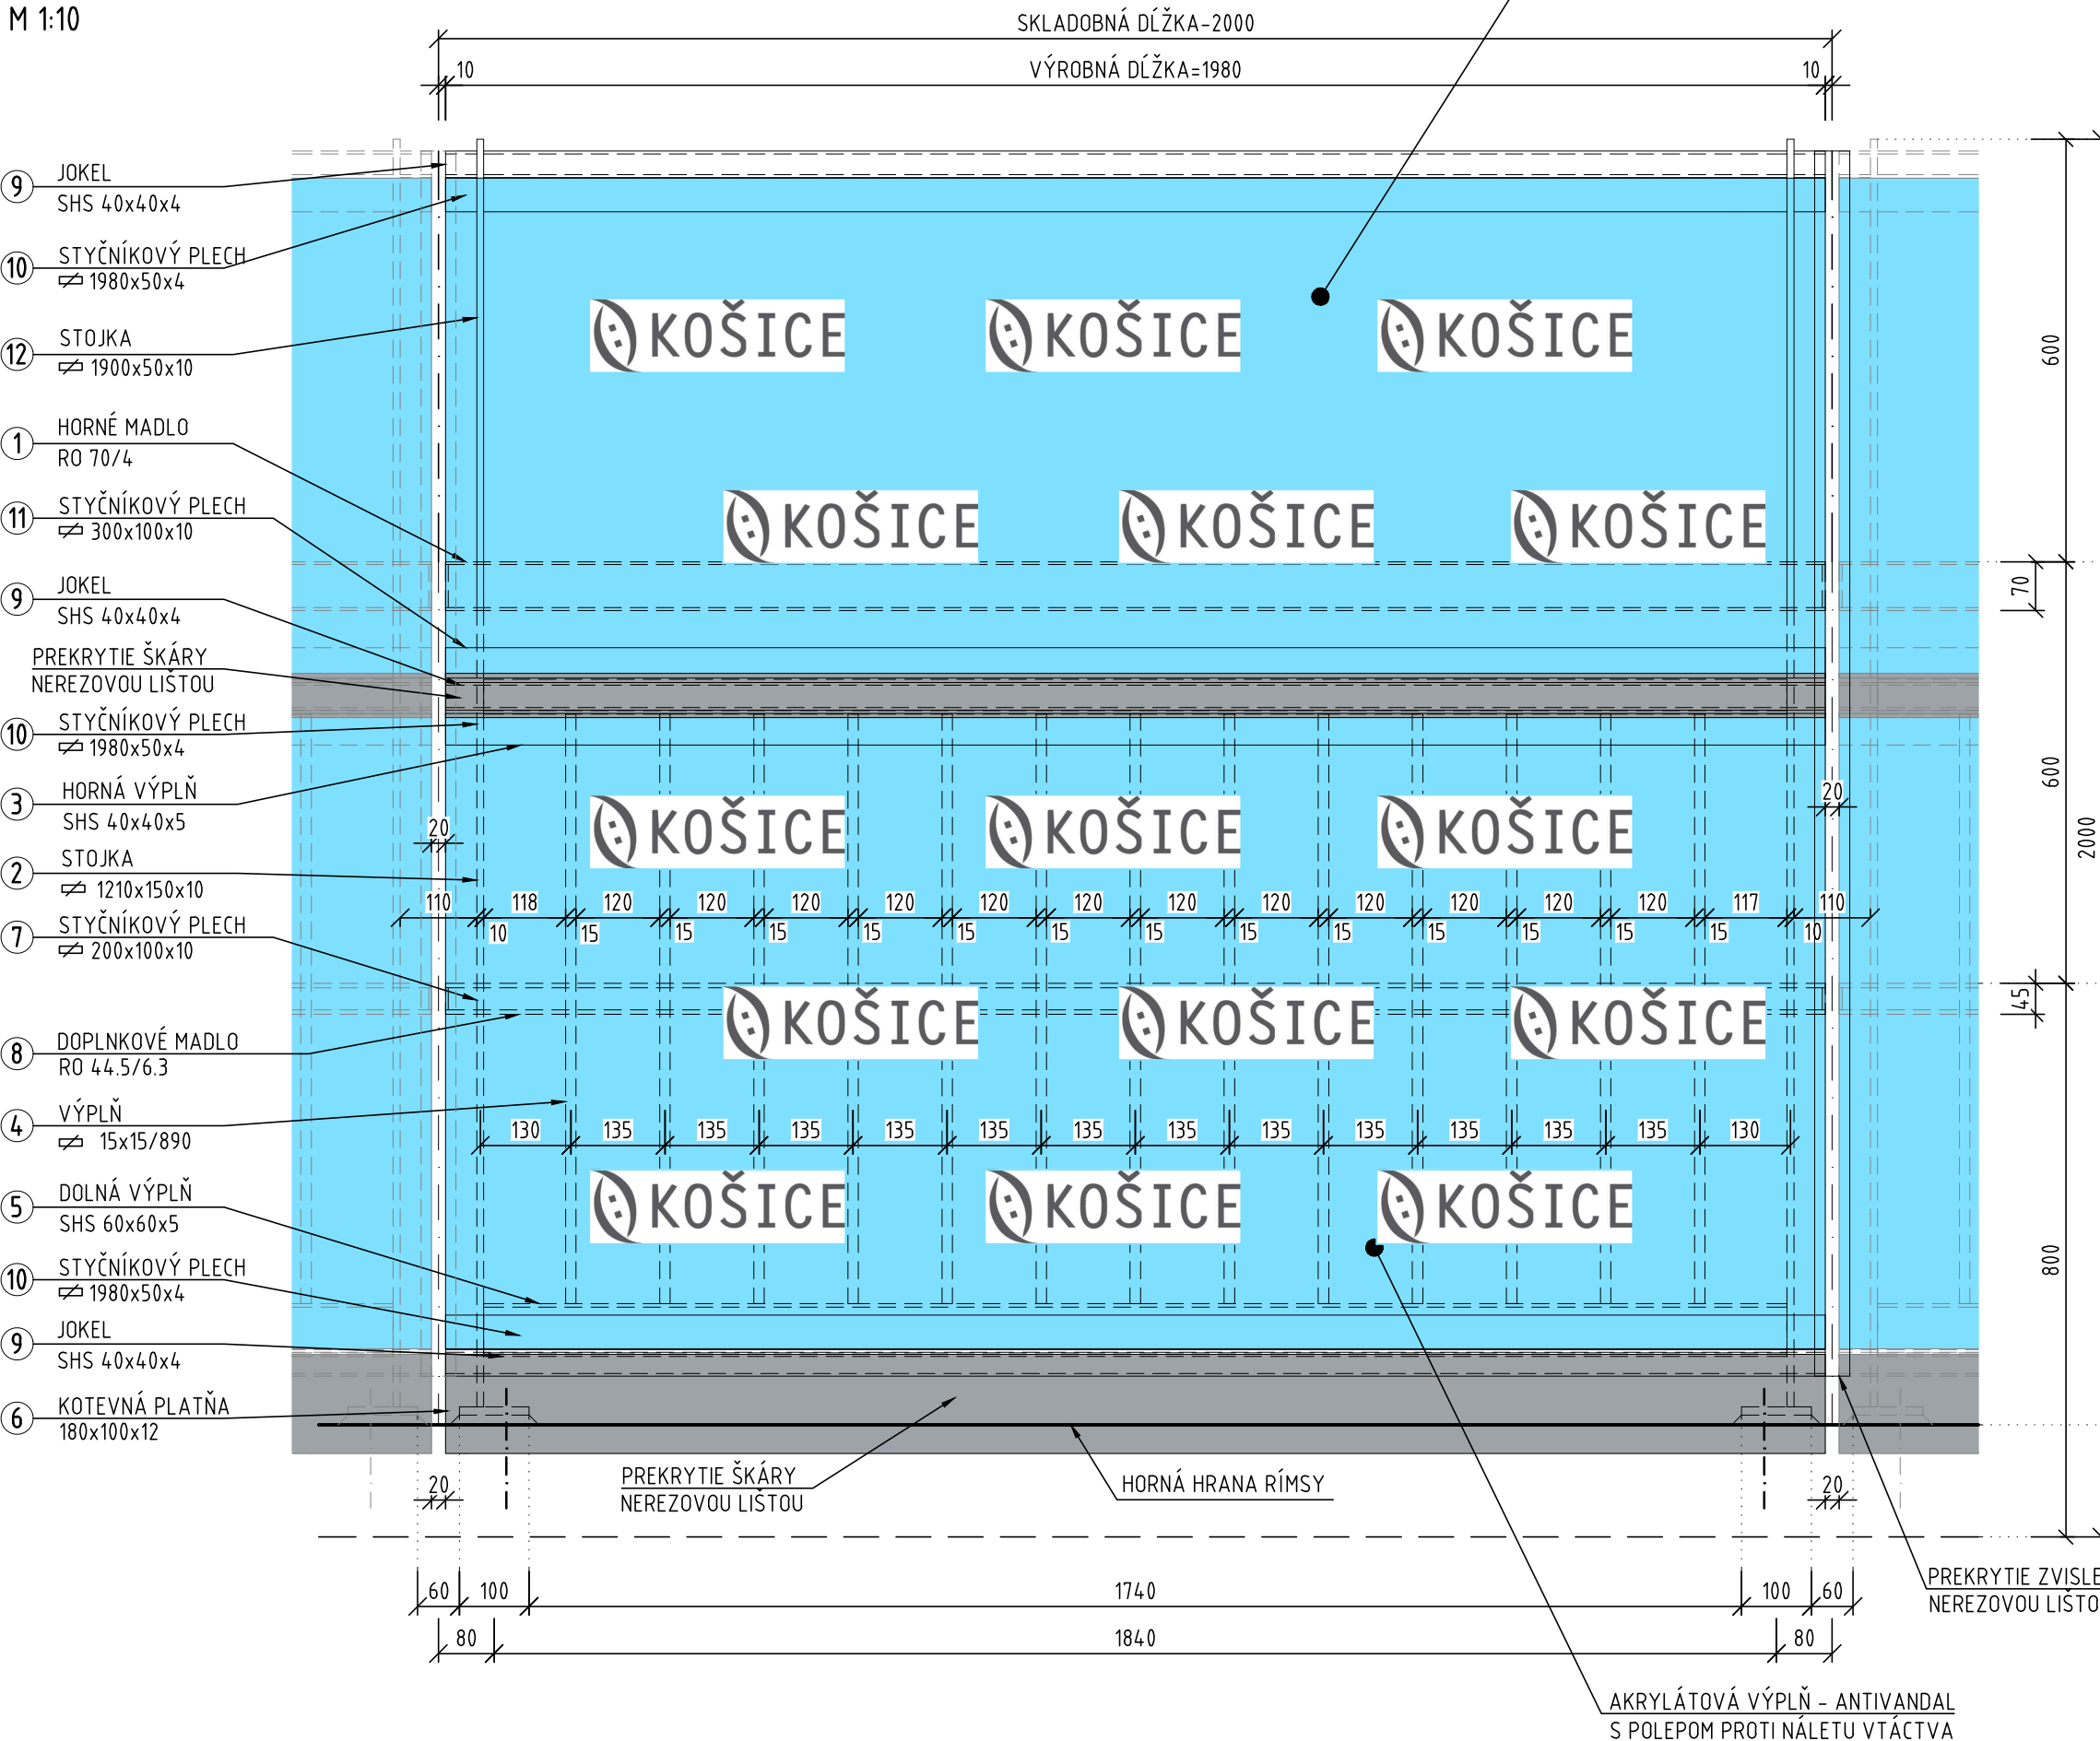 M 1:10
SKLADOBNÁ DĹŽKA-2000
10
VÝROBNÁ DĹŽKA=1980
10
9
JOKEL
SHS 40x40x4
10
STYČNÍKOVÝ PLECH
1980x50x4
12
STOJKA
1900x50x10
1
HORNÉ MADLO
RO 70/4
11
STYČNÍKOVÝ PLECH
300x100x10
9
JOKEL
SHS 40x40x4
PREKRYTIE ŠKÁRY
NEREZOVOU LIŠTOU
10
STYČNÍKOVÝ PLECH
1980x50x4
3
HORNÁ VÝPLŇ
SHS 40x40x5
2
STOJKA
1210x150x10
7
STYČNÍKOVÝ PLECH
200x100x10
8
DOPLNKOVÉ MADLO
RO 44.5/6.3
4
VÝPLŇ
15x15/890
5
DOLNÁ VÝPLŇ
SHS 60x60x5
10
STYČNÍKOVÝ PLECH
1980x50x4
9
JOKEL
SHS 40x40x4
6
KOTEVNÁ PLATŇA
180x100x12
KOŠICE KOŠICE KOŠICE
KOŠICE KOŠICE KOŠICE
KOŠICE KOŠICE KOŠICE
20 20
110 118 120 120 120 120 120 120 120 120 120 120 120 120 117 110
10 15 15 15 15 15 15 15 15 15 15 15 15 15 10
KOŠICE KOŠICE KOŠICE
130 135 135 135 135 135 135 135 135 135 135 135 135 130
KOŠICE KOŠICE KOŠICE
600
70
600
2000
45
800
PREKRYTIE ŠKÁRY
NEREZOVOU LIŠTOU
HORNÁ HRANA RÍMSY
20 20
60 100 1740 100 60
80 1840 80
PREKRYTIE ZVISLE
NEREZOVOU LIŠTO
AKRYLÁTOVÁ VÝPLŇ - ANTIVANDAL
S POLEPOM PROTI NÁLETU VTÁCTVA